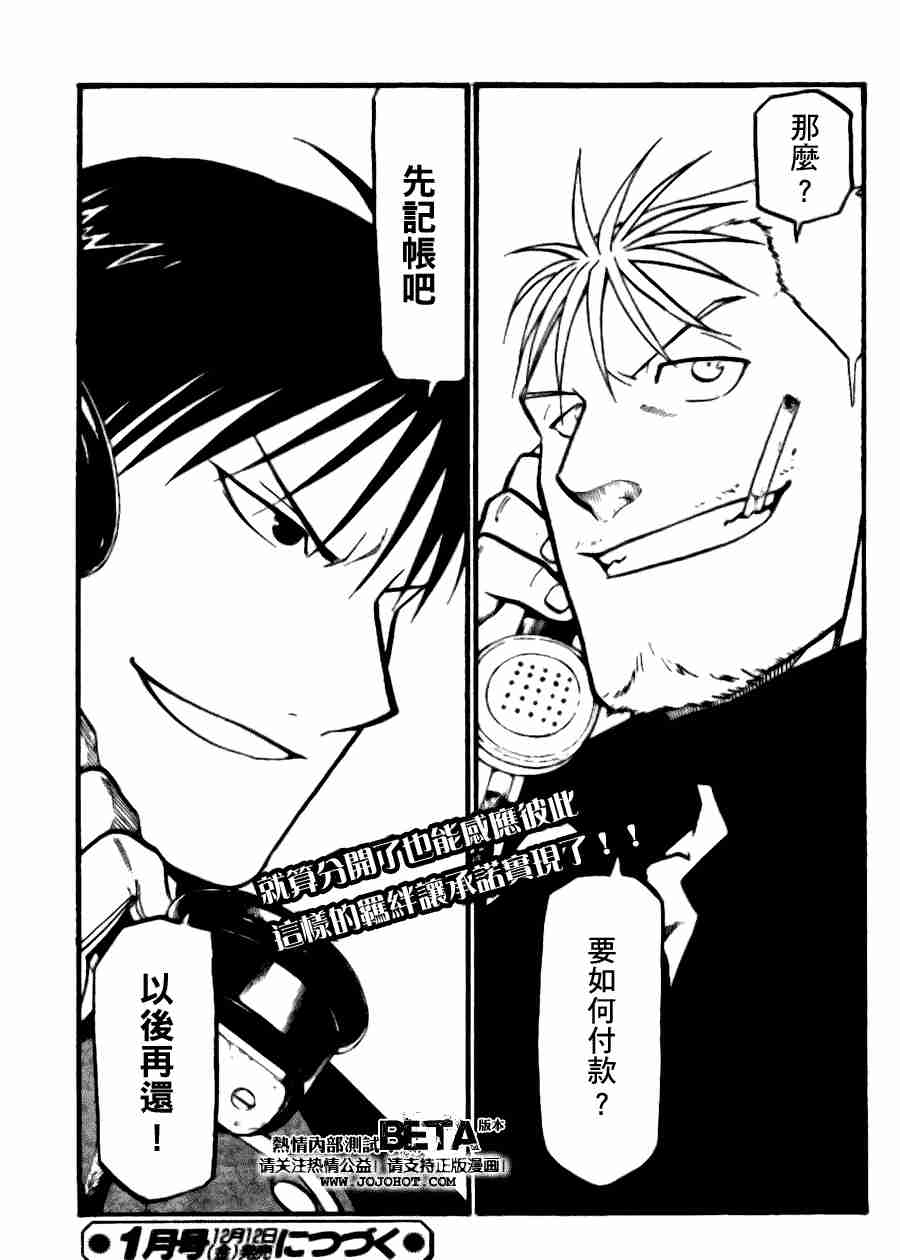 那麼？
要如何付款？
先記帳吧
以後再還！
就算分開了也能感應彼此
這樣的羈絆讓承諾實現了！！
熱情內部測試BETA版本
请关注热情公益！请支持正版漫画！
WWW.JOJOHOT.COM
1月号12月12日(金)発売につづく